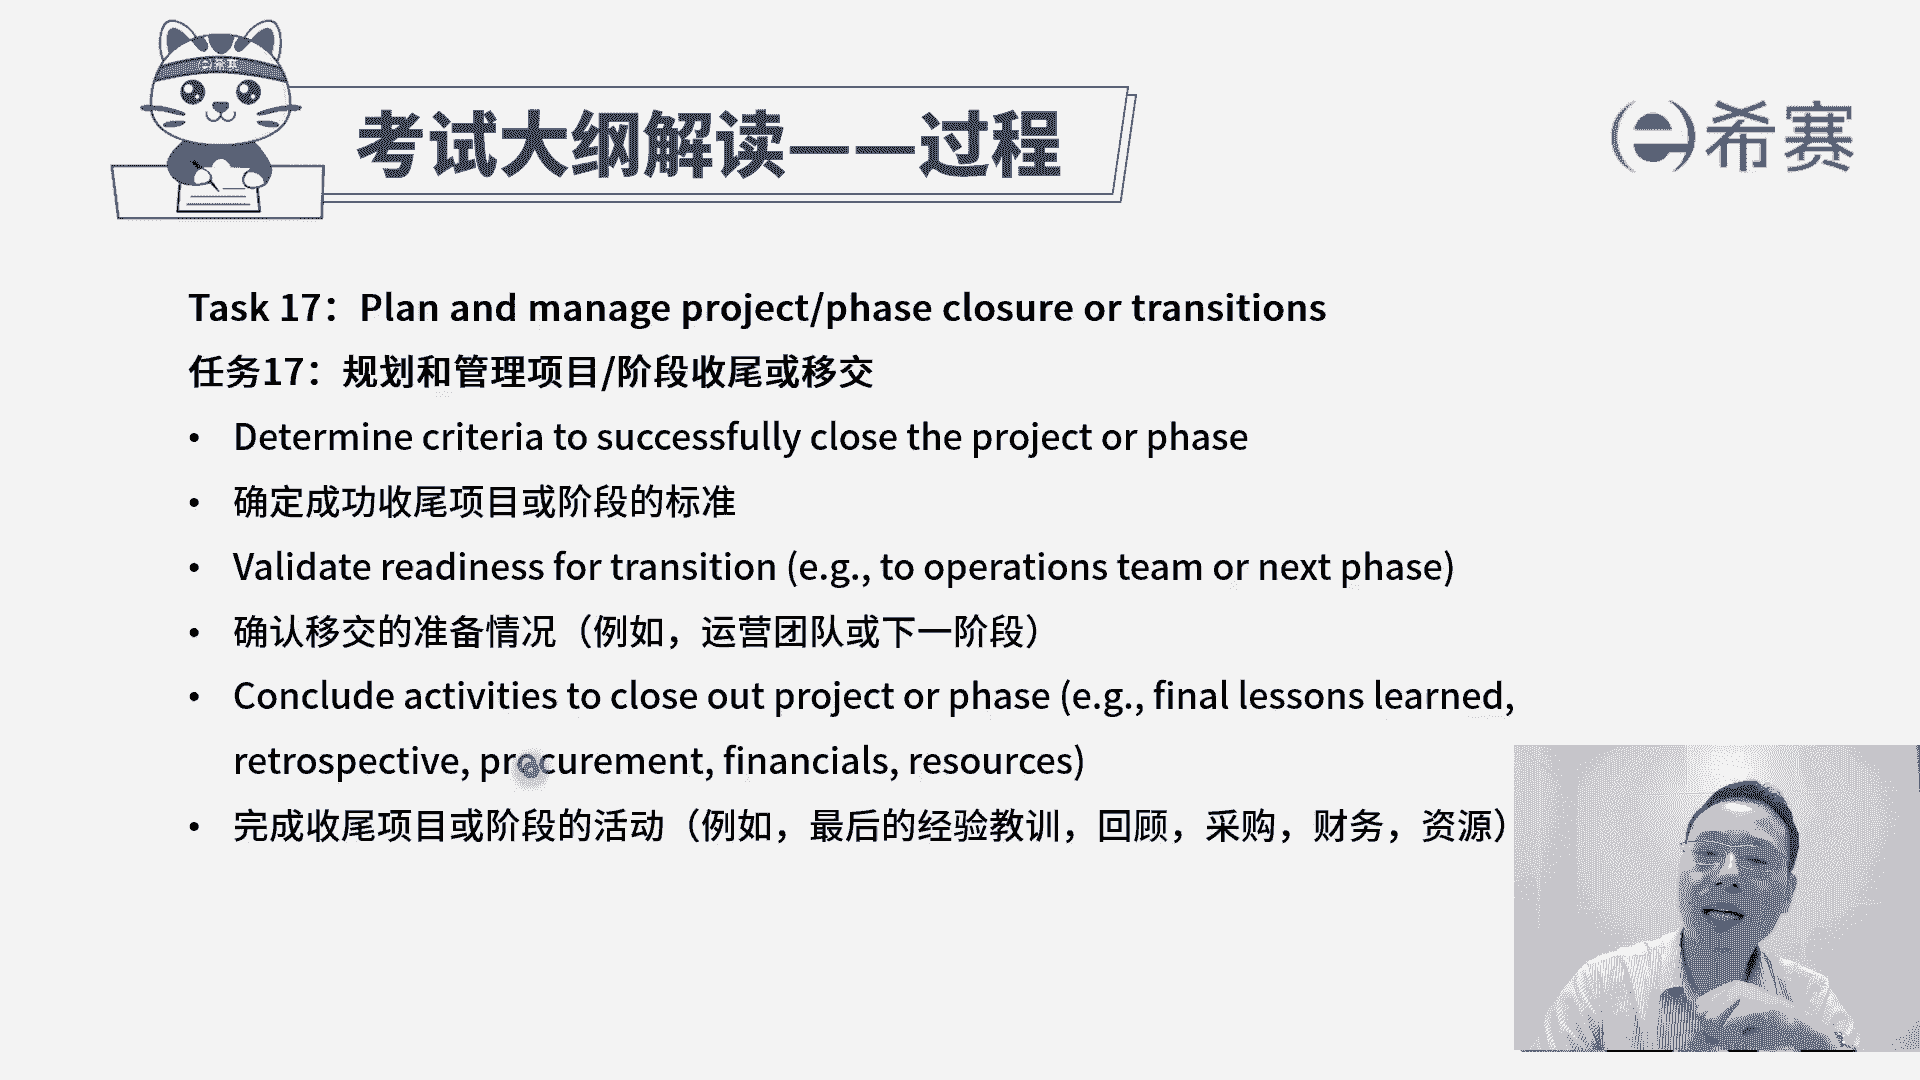 希赛
考试大纲解读——过程
希赛
Task 17：Plan and manage project/phase closure or transitions
任务17：规划和管理项目/阶段收尾或移交
• Determine criteria to successfully close the project or phase
• 确定成功收尾项目或阶段的标准
• Validate readiness for transition (e.g., to operations team or next phase)
• 确认移交的准备情况（例如，运营团队或下一阶段）
• Conclude activities to close out project or phase (e.g., final lessons learned,
retrospective, procurement, financials, resources)
• 完成收尾项目或阶段的活动（例如，最后的经验教训，回顾，采购，财务，资源）